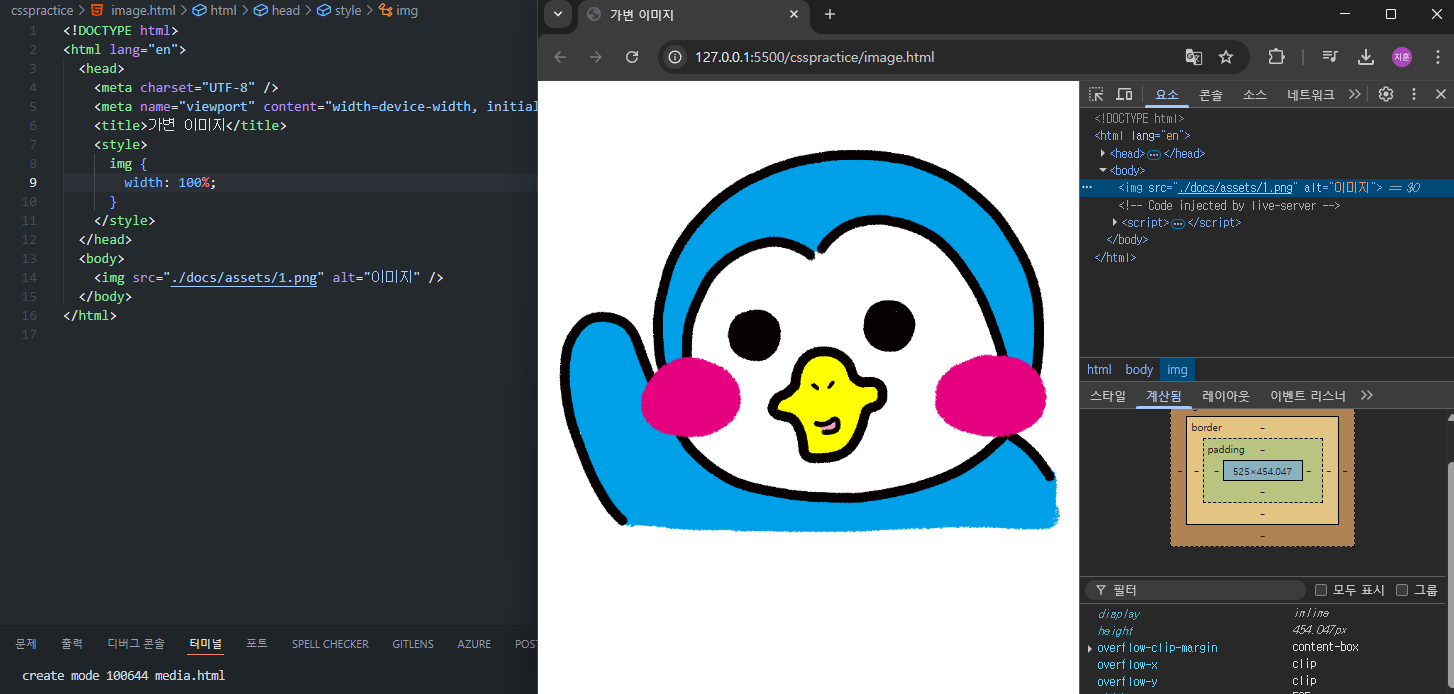 csspractice > image.html > html > head > style > img
1 <!DOCTYPE html>
2 <html lang="en">
3 <head>
4 <meta charset="UTF-8" />
5 <meta name="viewport" content="width=device-width, initial
6 <title>가변 이미지</title>
7 <style>
8 img {
9 width: 100%;
10 }
11 </style>
12 </head>
13 <body>
14 <img src="./docs/assets/1.png" alt="이미지" />
15 </body>
16 </html>
17
문제 출력 디버그 콘솔 터미널 포트 SPELL CHECKER GITLENS AZURE POST
create mode 100644 media.html
가변 이미지
127.0.0.1:5500/csspractice/image.html
지훈
요소 콘솔 소스 네트워크
<!DOCTYPE html>
<html lang="en">
<head> ⋯ </head>
<body>
<img src="./docs/assets/1.png" alt="이미지"> == $0
<!-- Code injected by live-server -->
<script> ⋯ </script>
</body>
</html>
html body img
스타일 계산됨 레이아웃 이벤트 리스너
border -
padding -
- - - 525×454.047 - - -
-
-
-
필터 모두 표시 그룹
display inline
height 454.047px
overflow-clip-margin content-box
overflow-x clip
overflow-y clip